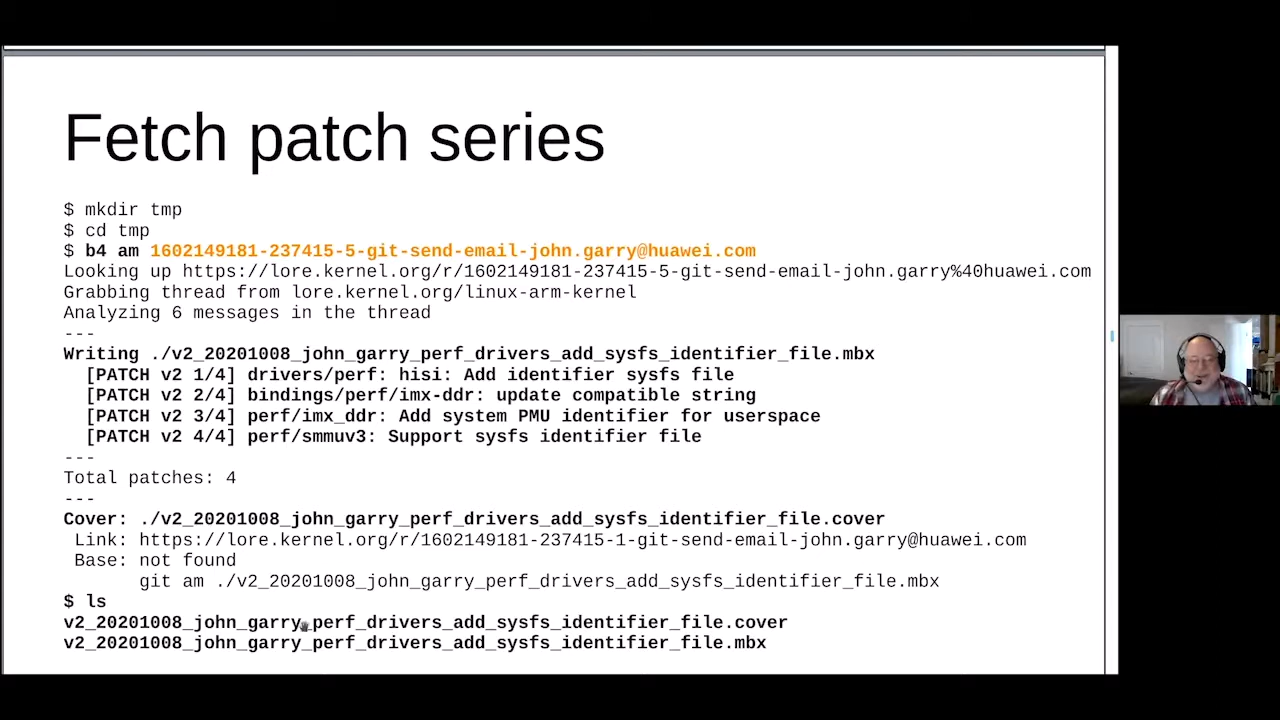 Fetch patch series
$ mkdir tmp
$ cd tmp
$ b4 am 1602149181-237415-5-git-send-email-john.garry@huawei.com
Looking up https://lore.kernel.org/r/1602149181-237415-5-git-send-email-john.garry%40huawei.com
Grabbing thread from lore.kernel.org/linux-arm-kernel
Analyzing 6 messages in the thread
---
Writing ./v2_20201008_john_garry_perf_drivers_add_sysfs_identifier_file.mbx
  [PATCH v2 1/4] drivers/perf: hisi: Add identifier sysfs file
  [PATCH v2 2/4] bindings/perf/imx-ddr: update compatible string
  [PATCH v2 3/4] perf/imx_ddr: Add system PMU identifier for userspace
  [PATCH v2 4/4] perf/smmuv3: Support sysfs identifier file
---
Total patches: 4
---
Cover: ./v2_20201008_john_garry_perf_drivers_add_sysfs_identifier_file.cover
 Link: https://lore.kernel.org/r/1602149181-237415-1-git-send-email-john.garry@huawei.com
 Base: not found
       git am ./v2_20201008_john_garry_perf_drivers_add_sysfs_identifier_file.mbx
$ ls
v2_20201008_john_garry_perf_drivers_add_sysfs_identifier_file.cover
v2_20201008_john_garry_perf_drivers_add_sysfs_identifier_file.mbx